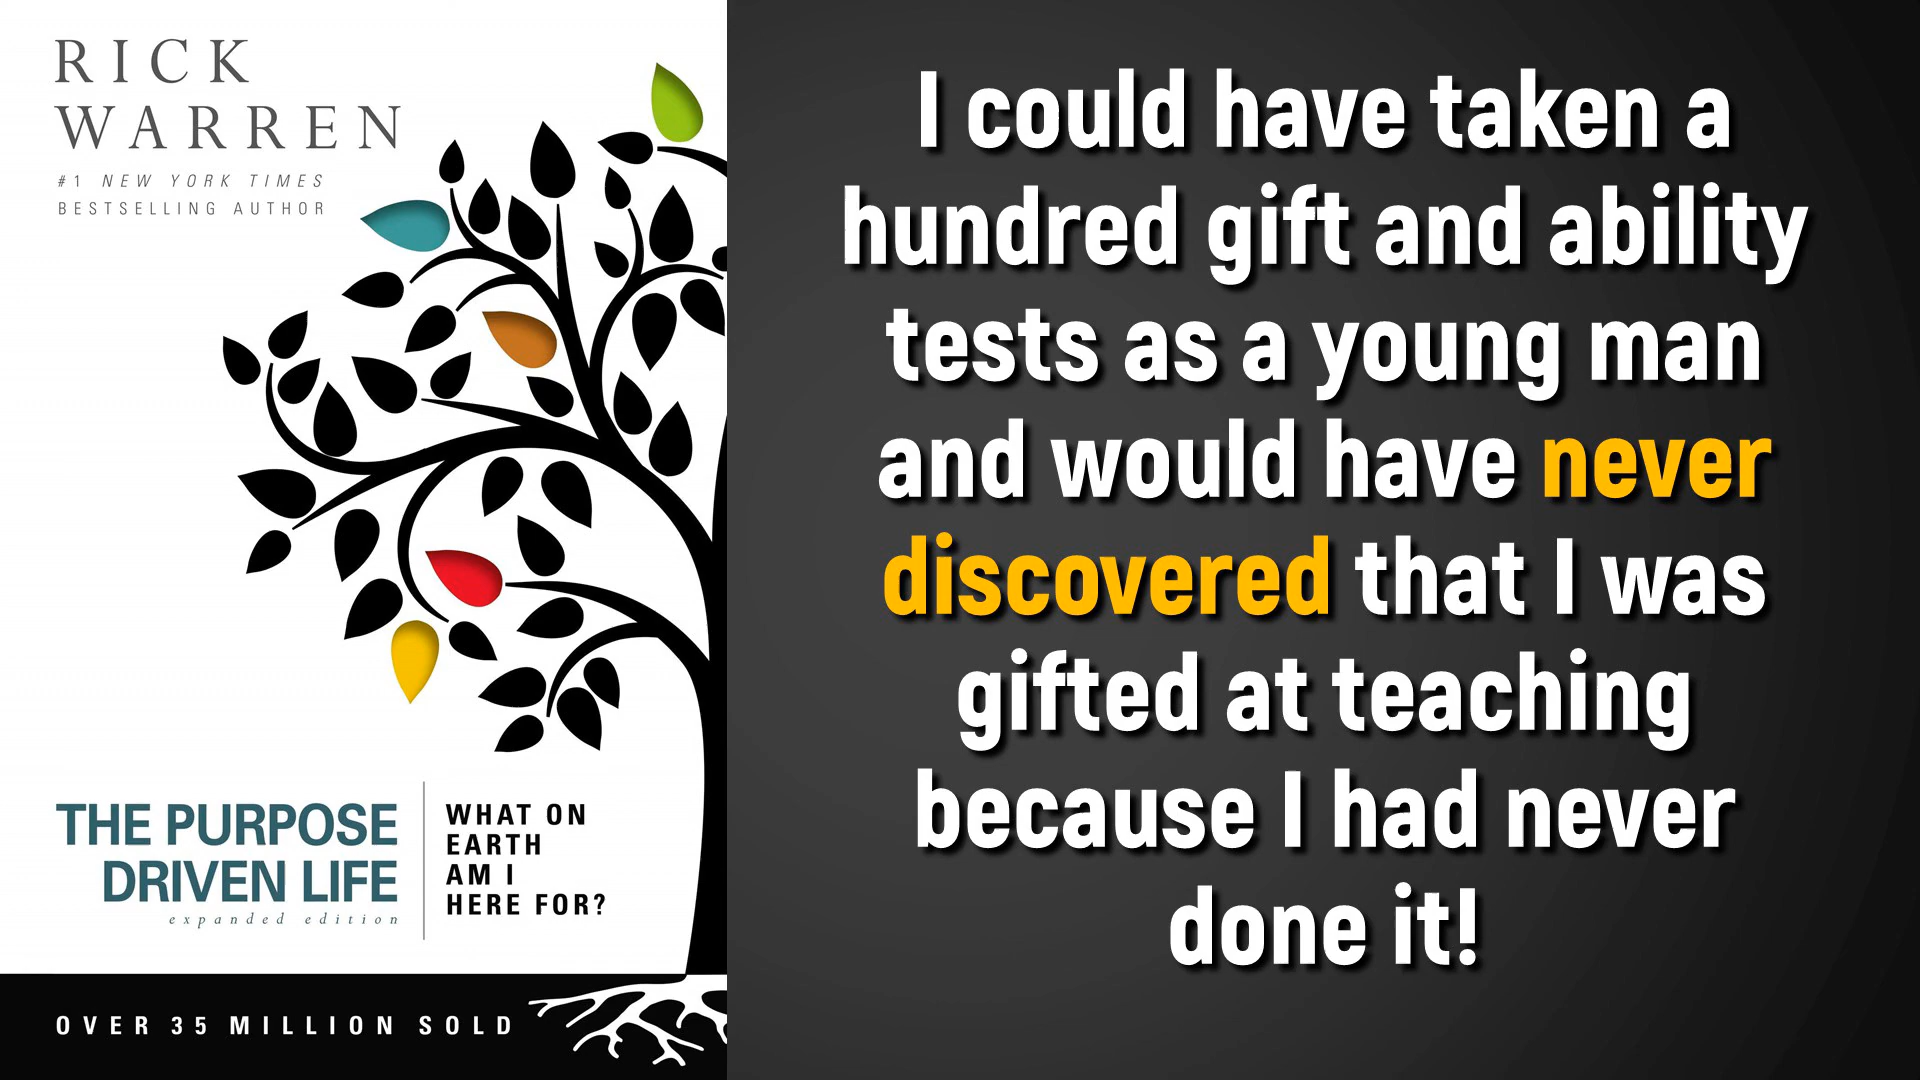 RICK
WARREN
#1 NEW YORK TIMES
BESTSELLING AUTHOR
THE PURPOSE
DRIVEN LIFE
expanded edition
WHAT ON
EARTH
AM I
HERE FOR?
OVER 35 MILLION SOLD
I could have taken a
hundred gift and ability
tests as a young man
and would have never
discovered that I was
gifted at teaching
because I had never
done it!